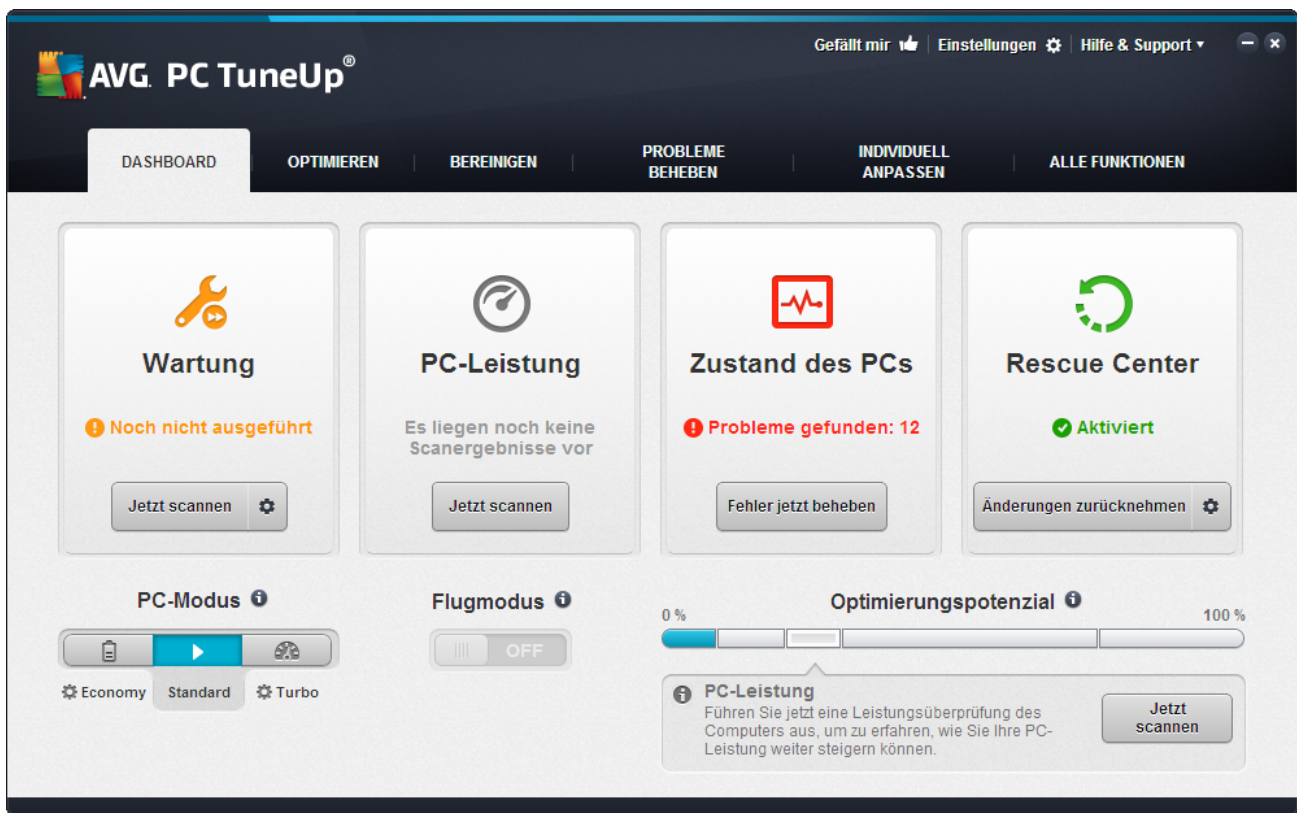 Gefällt mir
Einstellungen
Hilfe & Support
AVG. PC TuneUp®
DASHBOARD
OPTIMIEREN
BEREINIGEN
PROBLEME
BEHEBEN
INDIVIDUELL
ANPASSEN
ALLE FUNKTIONEN
Wartung
Noch nicht ausgeführt
Jetzt scannen
PC-Leistung
Es liegen noch keine
Scanergebnisse vor
Jetzt scannen
Zustand des PCs
Probleme gefunden: 12
Fehler jetzt beheben
Rescue Center
Aktiviert
Änderungen zurücknehmen
PC-Modus
Economy
Standard
Turbo
Flugmodus
OFF
Optimierungspotenzial
0 %
100 %
PC-Leistung
Führen Sie jetzt eine Leistungsüberprüfung des
Computers aus, um zu erfahren, wie Sie Ihre PC-
Leistung weiter steigern können.
Jetzt
scannen